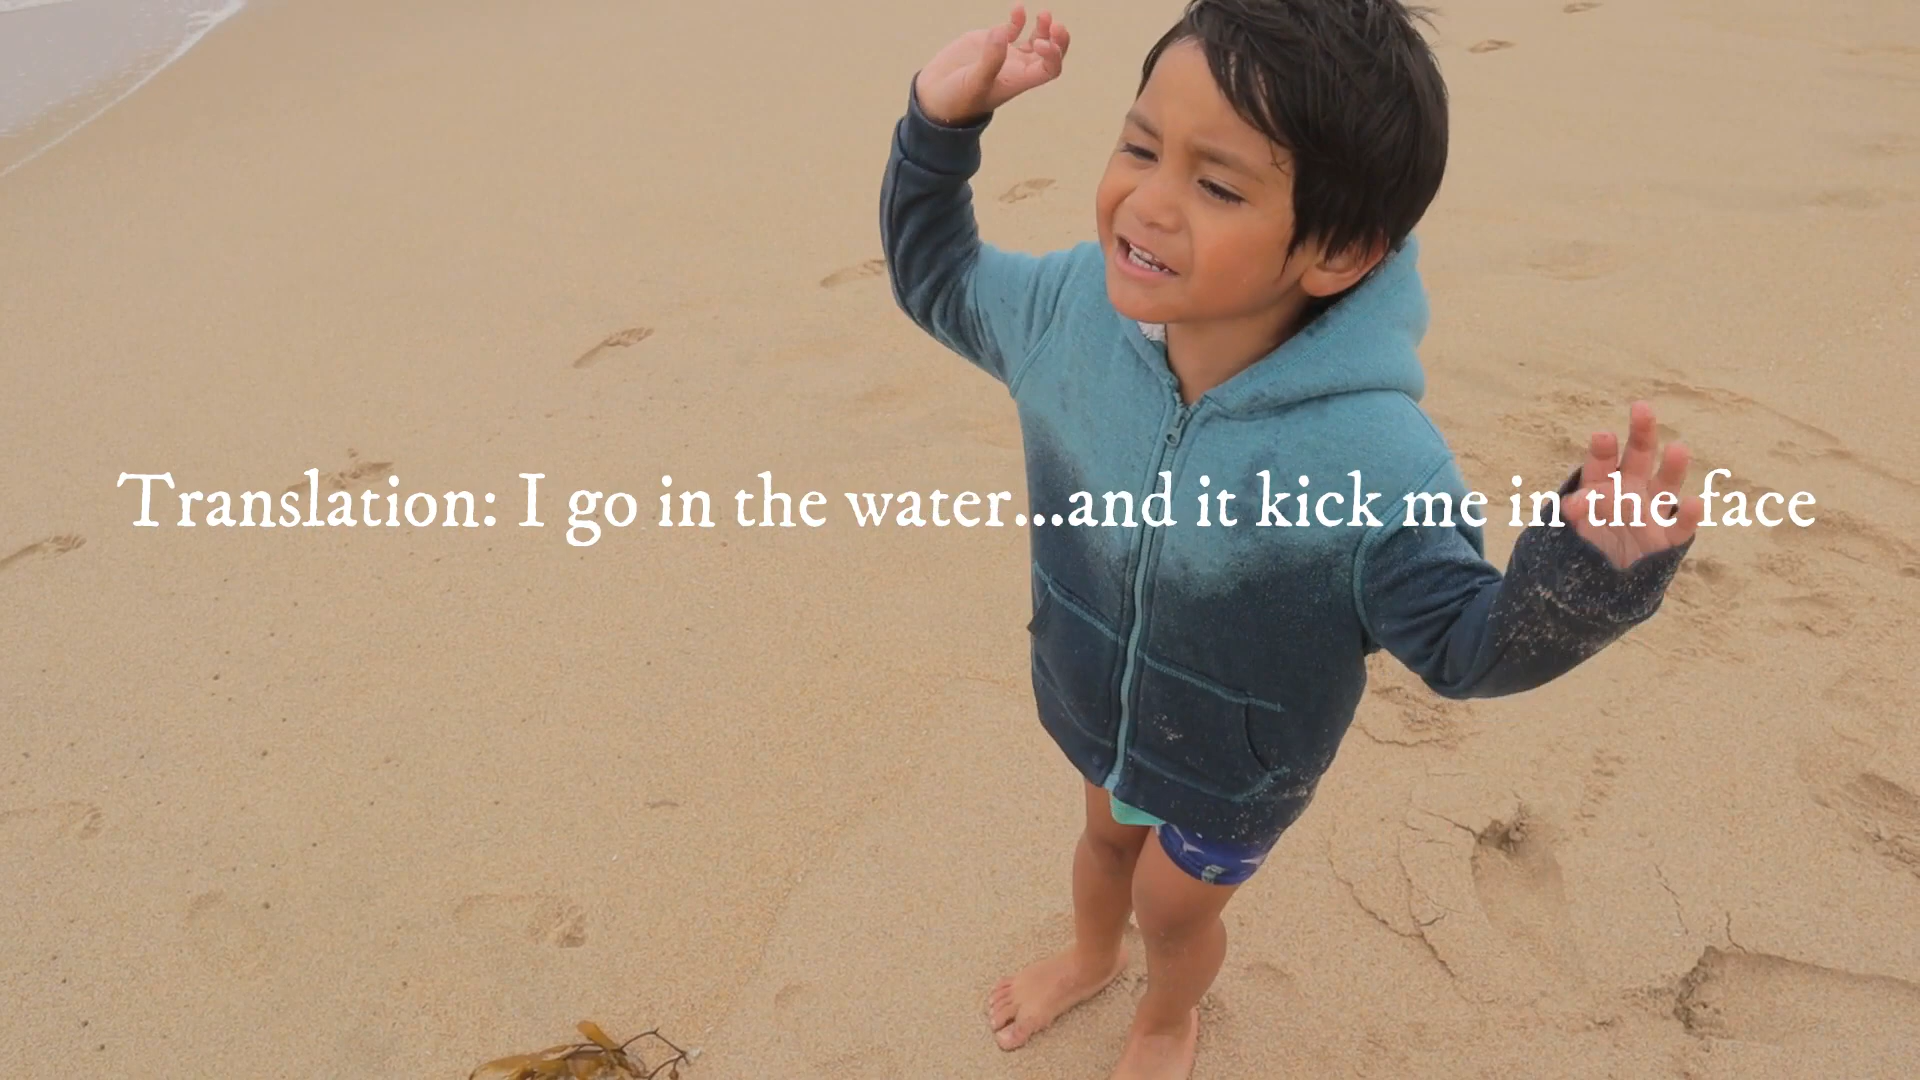 Translation: I go in the water...and it kick me in the face